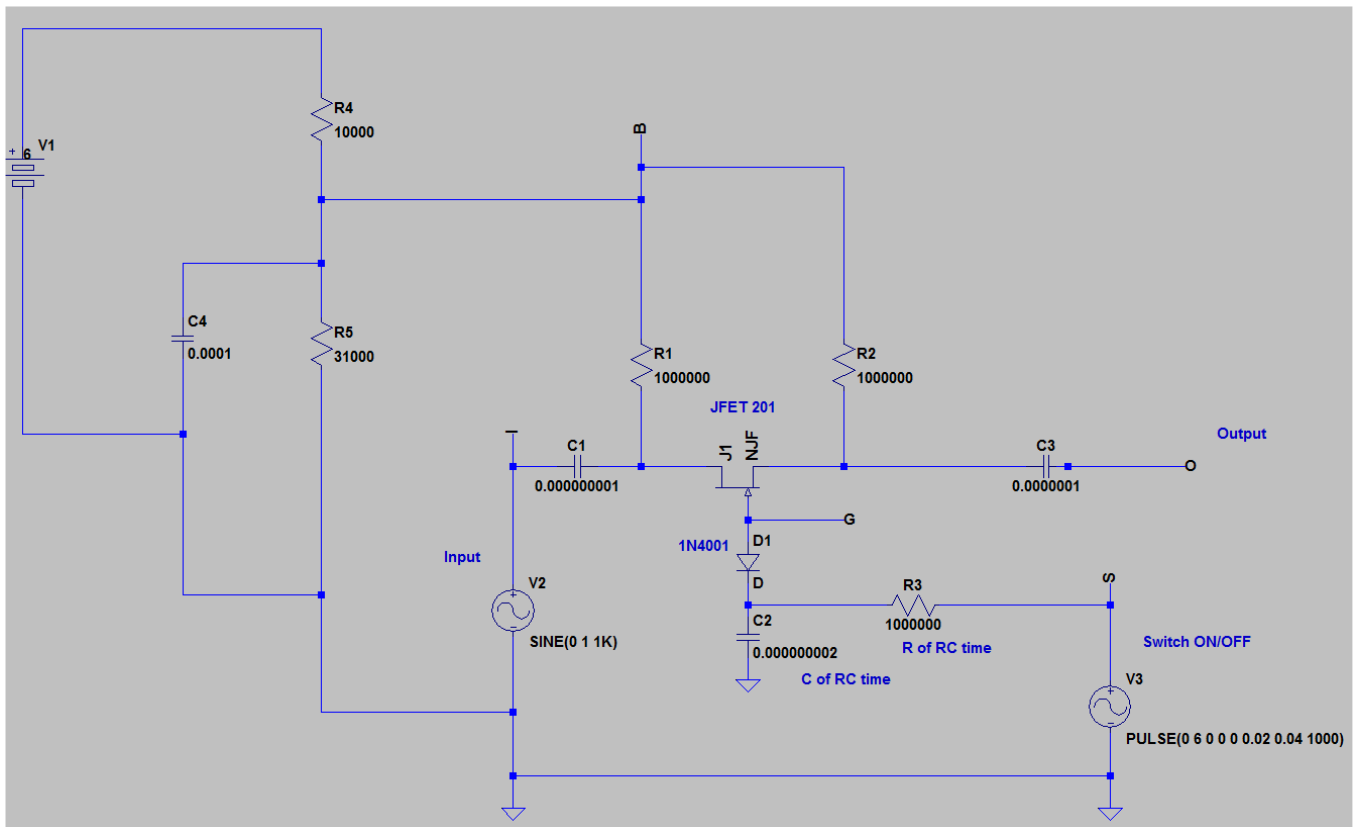 R4
10000
V1
+
6
B
C4
0.0001
R5
31000
R1
1000000
R2
1000000
JFET 201
J1
NJF
I
C1
0.000000001
C3
0.0000001
Output
O
G
Input
1N4001
D1
D
V2
SINE(0 1 1K)
C2
0.000000002
C of RC time
R3
1000000
R of RC time
S
Switch ON/OFF
V3
PULSE(0 6 0 0 0 0.02 0.04 1000)